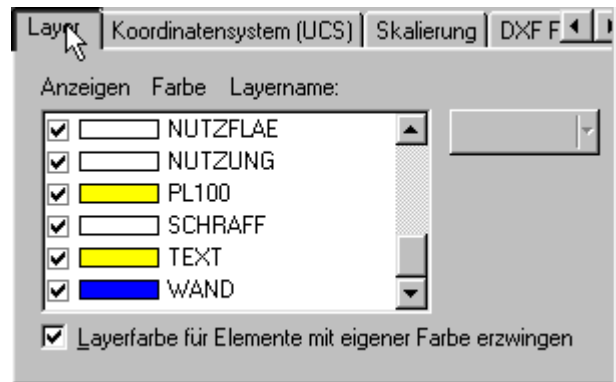 Layer Koordinatensystem (UCS) Skalierung DXF F
Anzeigen Farbe Layername:
NUTZFLAE
NUTZUNG
PL100
SCHRAFF
TEXT
WAND
Layerfarbe für Elemente mit eigener Farbe erzwingen